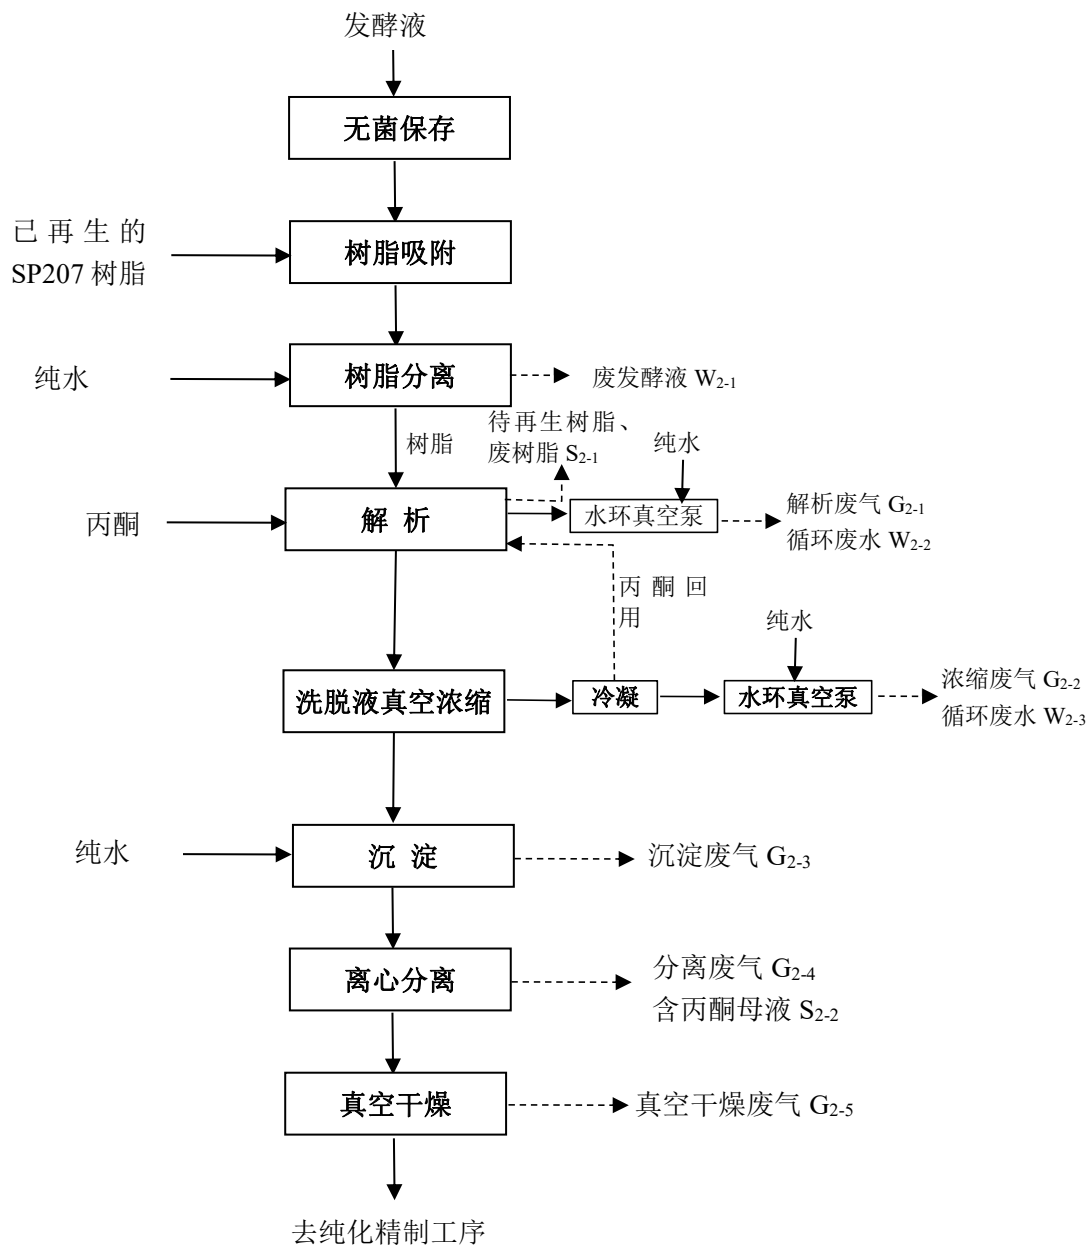 发酵液
无菌保存
已再生的
SP207 树脂
树脂吸附
纯水
树脂分离
废发酵液 W2-1
树脂
待再生树脂、
废树脂 S2-1
纯水
丙酮
解 析
水环真空泵
解析废气 G2-1
循环废水 W2-2
丙酮回
用
纯水
洗脱液真空浓缩
冷凝
水环真空泵
浓缩废气 G2-2
循环废水 W2-3
纯水
沉 淀
沉淀废气 G2-3
离心分离
分离废气 G2-4
含丙酮母液 S2-2
真空干燥
真空干燥废气 G2-5
去纯化精制工序